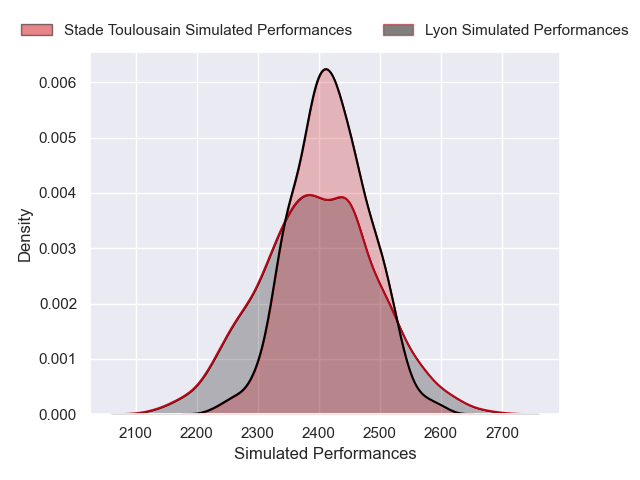 Stade Toulousain Simulated Performances Lyon Simulated Performances
0.006
0.005
0.004
0.003
0.002
0.001
0.000
Density
2100 2200 2300 2400 2500 2600 2700
Simulated Performances